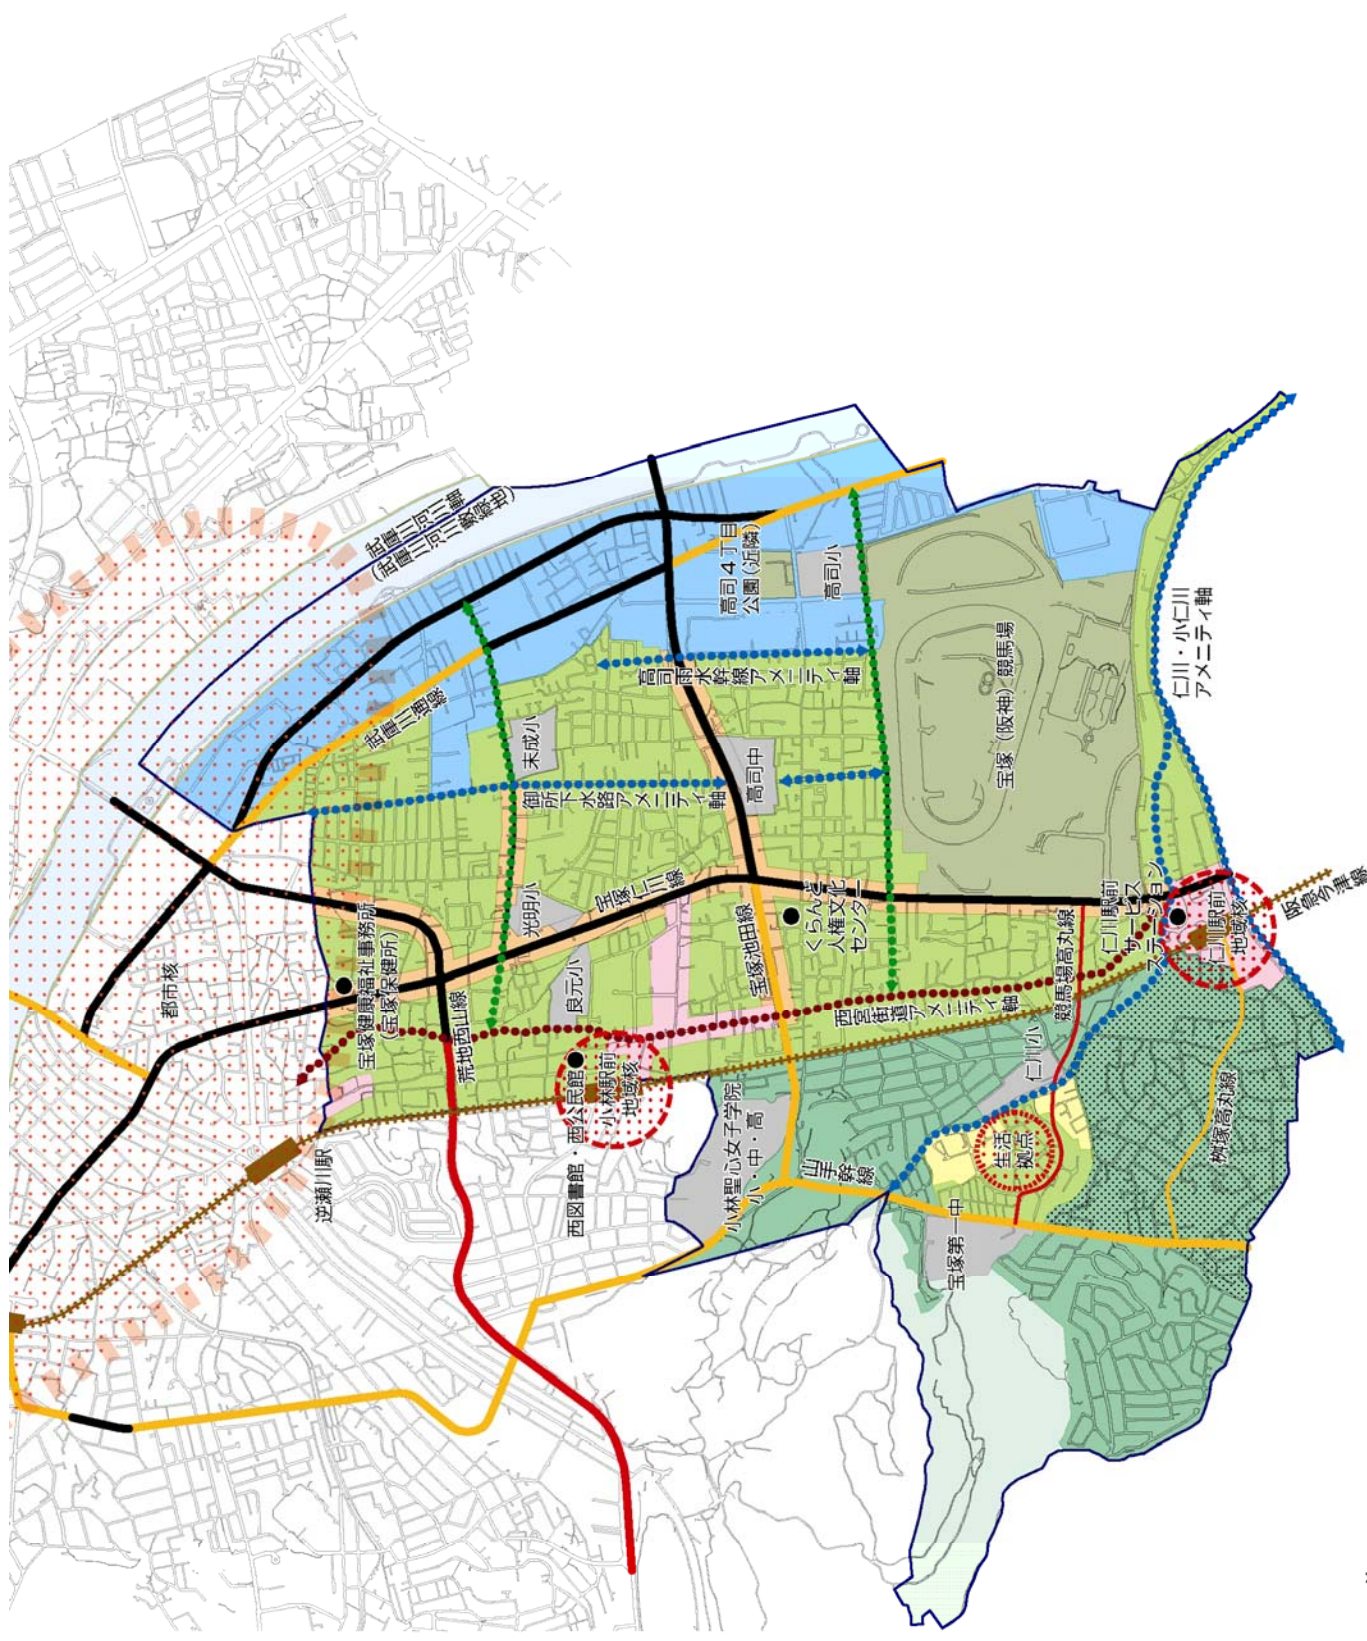 武庫川河川軸
(武庫川河川敷緑地)
都市核
武庫川通線
宝塚健康福祉事務所
(宝塚保健所)
荒地西山線
逆瀬川駅
末成小
光明小
良元小
御所下水路アメニティ軸
宝塚仁川線
高司4丁目
公園(近隣)
高司小
高司雨水幹線アメニティ軸
高司中
宝塚池田線
くらんど
人権文化
センター
西図書館・西公民館
小林駅前
地域核
小林聖心女子学院
小・中・高
山手幹線
西宮街道アメニティ軸
宝塚(阪神)競馬場
仁川・小仁川
アメニティ軸
競馬場高丸線
仁川駅前
サービス
ステーション
仁川駅前
地域核
阪急今津線
仁川小
生活
拠点
宝塚第一中